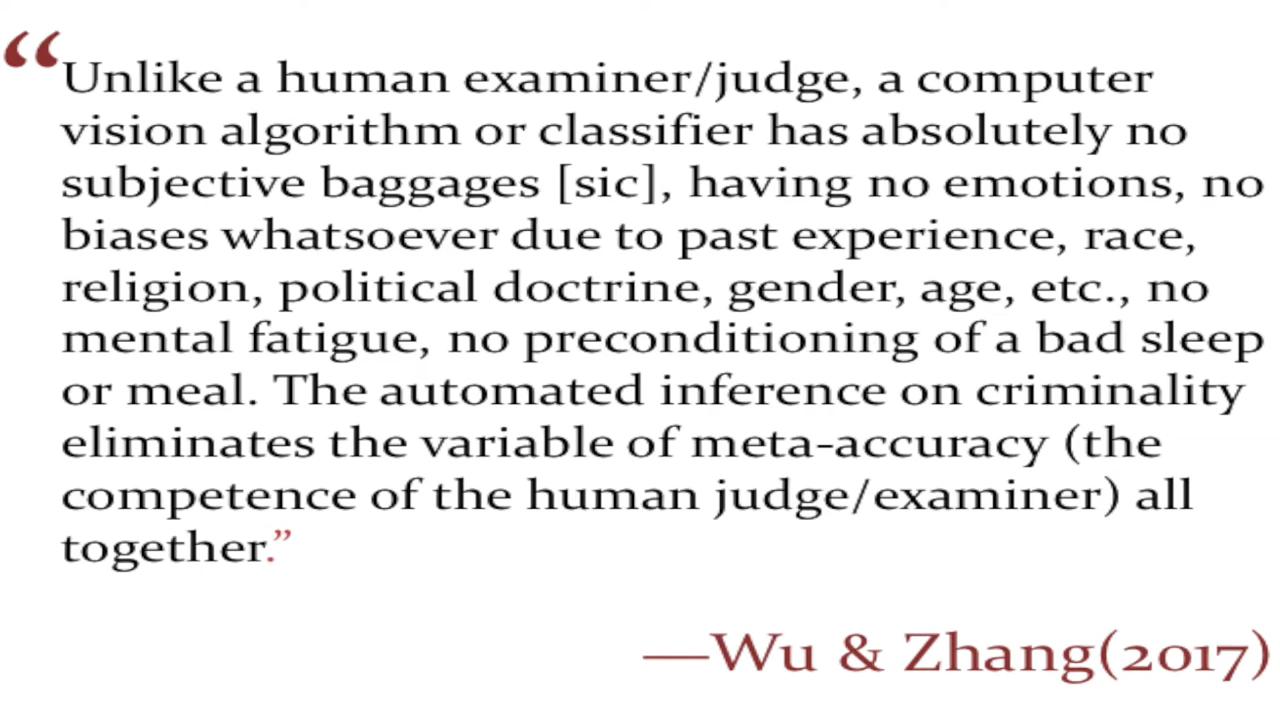 “Unlike a human examiner/judge, a computer
vision algorithm or classifier has absolutely no
subjective baggages [sic], having no emotions, no
biases whatsoever due to past experience, race,
religion, political doctrine, gender, age, etc., no
mental fatigue, no preconditioning of a bad sleep
or meal. The automated inference on criminality
eliminates the variable of meta-accuracy (the
competence of the human judge/examiner) all
together.”
—Wu & Zhang(2017)